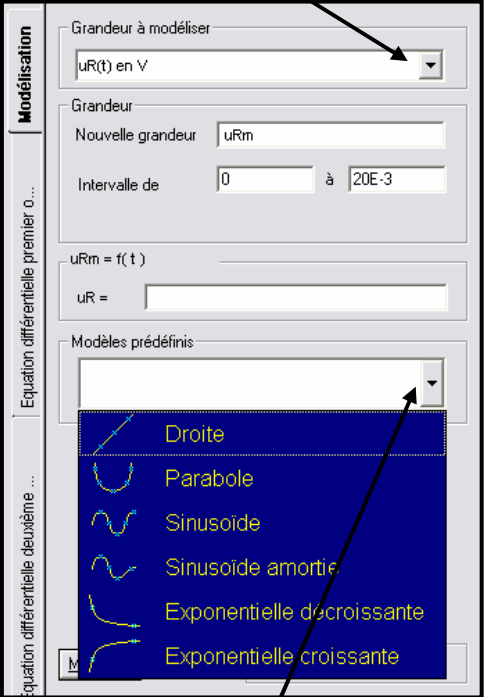 Modélisation
Equation différentielle premier o...
Equation différentielle deuxième ...
Grandeur à modéliser
uR(t) en V
Grandeur
Nouvelle grandeur uRm
Intervalle de 0 à 20E-3
uRm = f( t )
uR =
Modèles prédéfinis
Droite
Parabole
Sinusoïde
Sinusoïde amortie
Exponentielle décroissante
Exponentielle croissante
M